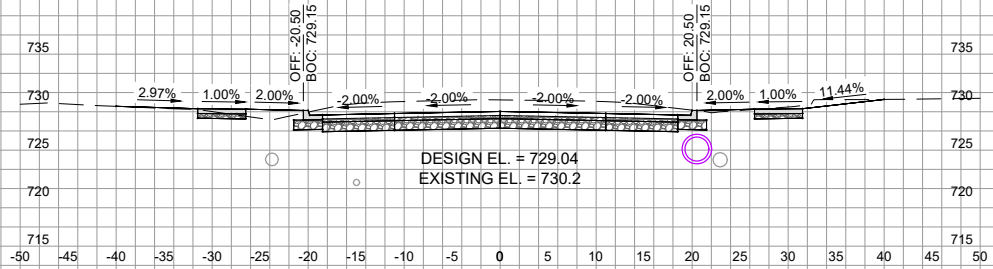 OFF: -20.50
BOC: 729.15
OFF: 20.50
BOC: 729.15
735 735
2.97% 1.00% 2.00% -2.00% -2.00% -2.00% -2.00% 2.00% 1.00% 11.44%
730 730
725 725
DESIGN EL. = 729.04
EXISTING EL. = 730.2
720 720
715 715
-50 -45 -40 -35 -30 -25 -20 -15 -10 -5 0 5 10 15 20 25 30 35 40 45 50